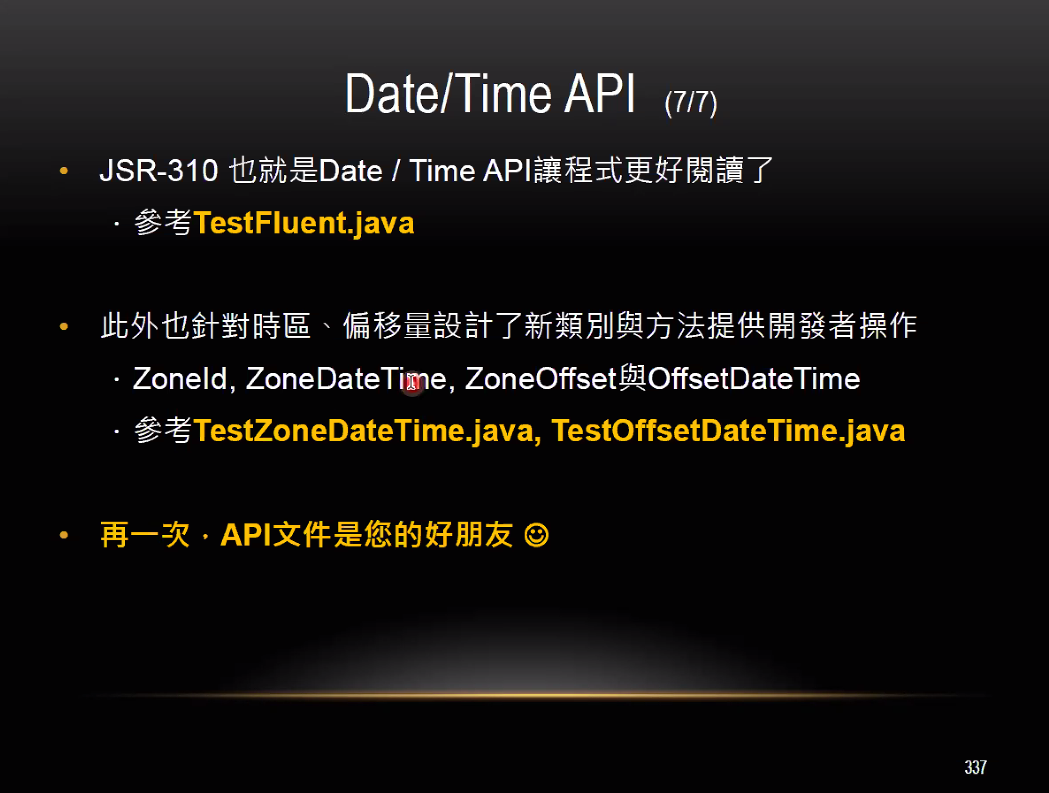 Date/Time API (7/7)
• JSR-310 也就是Date / Time API讓程式更好閱讀了
· 參考TestFluent.java
• 此外也針對時區、偏移量設計了新類別與方法提供開發者操作
· ZoneId, ZoneDateTime, ZoneOffset與OffsetDateTime
· 參考TestZoneDateTime.java, TestOffsetDateTime.java
• 再一次，API文件是您的好朋友 ☺
337